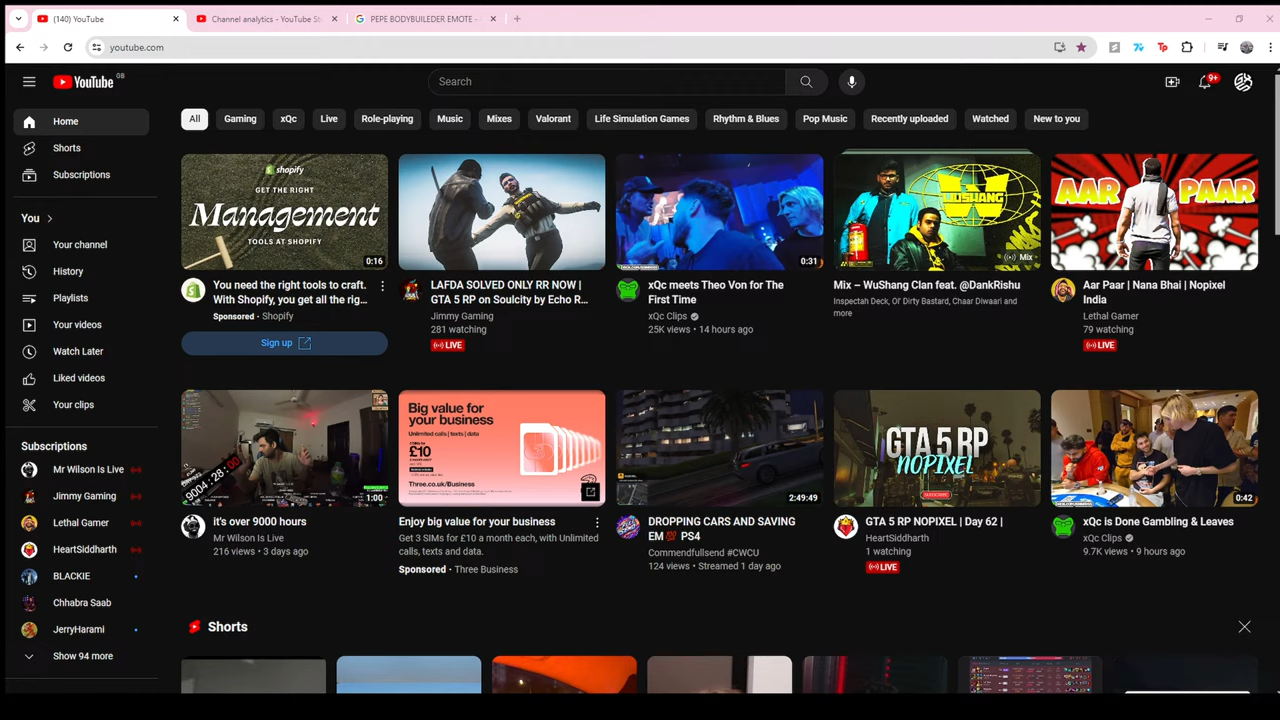 (140) YouTube
Channel analytics - YouTube St
PEPE BODYBUILEDER EMOTE -
youtube.com
YouTube GB
Search
9+
Home
Shorts
Subscriptions
You
Your channel
History
Playlists
Your videos
Watch Later
Liked videos
Your clips
Subscriptions
Mr Wilson Is Live
Jimmy Gaming
Lethal Gamer
HeartSiddharth
BLACKIE
Chhabra Saab
JerryHarami
Show 94 more
All
Gaming
xQc
Live
Role-playing
Music
Mixes
Valorant
Life Simulation Games
Rhythm & Blues
Pop Music
Recently uploaded
Watched
New to you
shopify
GET THE RIGHT
Management
TOOLS AT SHOPIFY
0:16
You need the right tools to craft.
With Shopify, you get all the rig...
Sponsored · Shopify
Sign up
LAFDA SOLVED ONLY RR NOW |
GTA 5 RP on Soulcity by Echo R...
Jimmy Gaming
281 watching
LIVE
0:31
xQc meets Theo Von for The
First Time
xQc Clips
25K views · 14 hours ago
WUSHANG
Mix
Mix – WuShang Clan feat. @DankRishu
Inspectah Deck, Ol' Dirty Bastard, Chaar Diwaari and
more
AAR PAAR
Aar Paar | Nana Bhai | Nopixel
India
Lethal Gamer
79 watching
LIVE
9004:28:00
1:00
it's over 9000 hours
Mr Wilson Is Live
216 views · 3 days ago
Big value for
your business
Unlimited calls | texts | data
£10
Three.co.uk/Business
Enjoy big value for your business
Get 3 SIMs for £10 a month each, with Unlimited
calls, texts and data.
Sponsored · Three Business
2:49:49
DROPPING CARS AND SAVING
EM 💯 PS4
Commendfullsend #CWCU
124 views · Streamed 1 day ago
GTA 5 RP
NOPIXEL
SUBSCRIBE
GTA 5 RP NOPIXEL | Day 62 |
HeartSiddharth
1 watching
LIVE
0:42
xQc is Done Gambling & Leaves
xQc Clips
9.7K views · 9 hours ago
Shorts